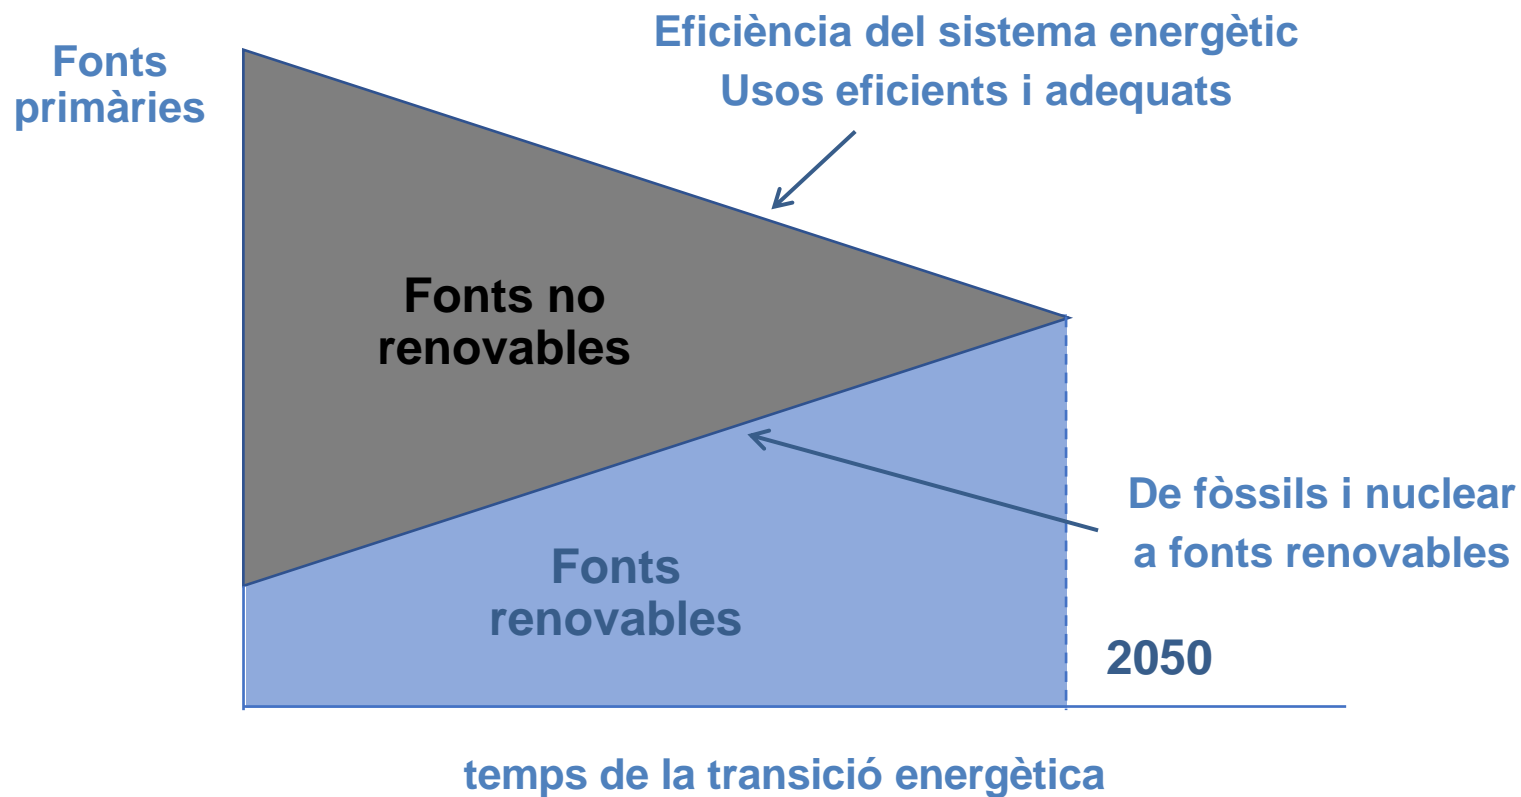 Eficiència del sistema energètic
Usos eficients i adequats
Fonts
primàries
Fonts no
renovables
De fòssils i nuclear
a fonts renovables
Fonts
renovables
2050
temps de la transició energètica